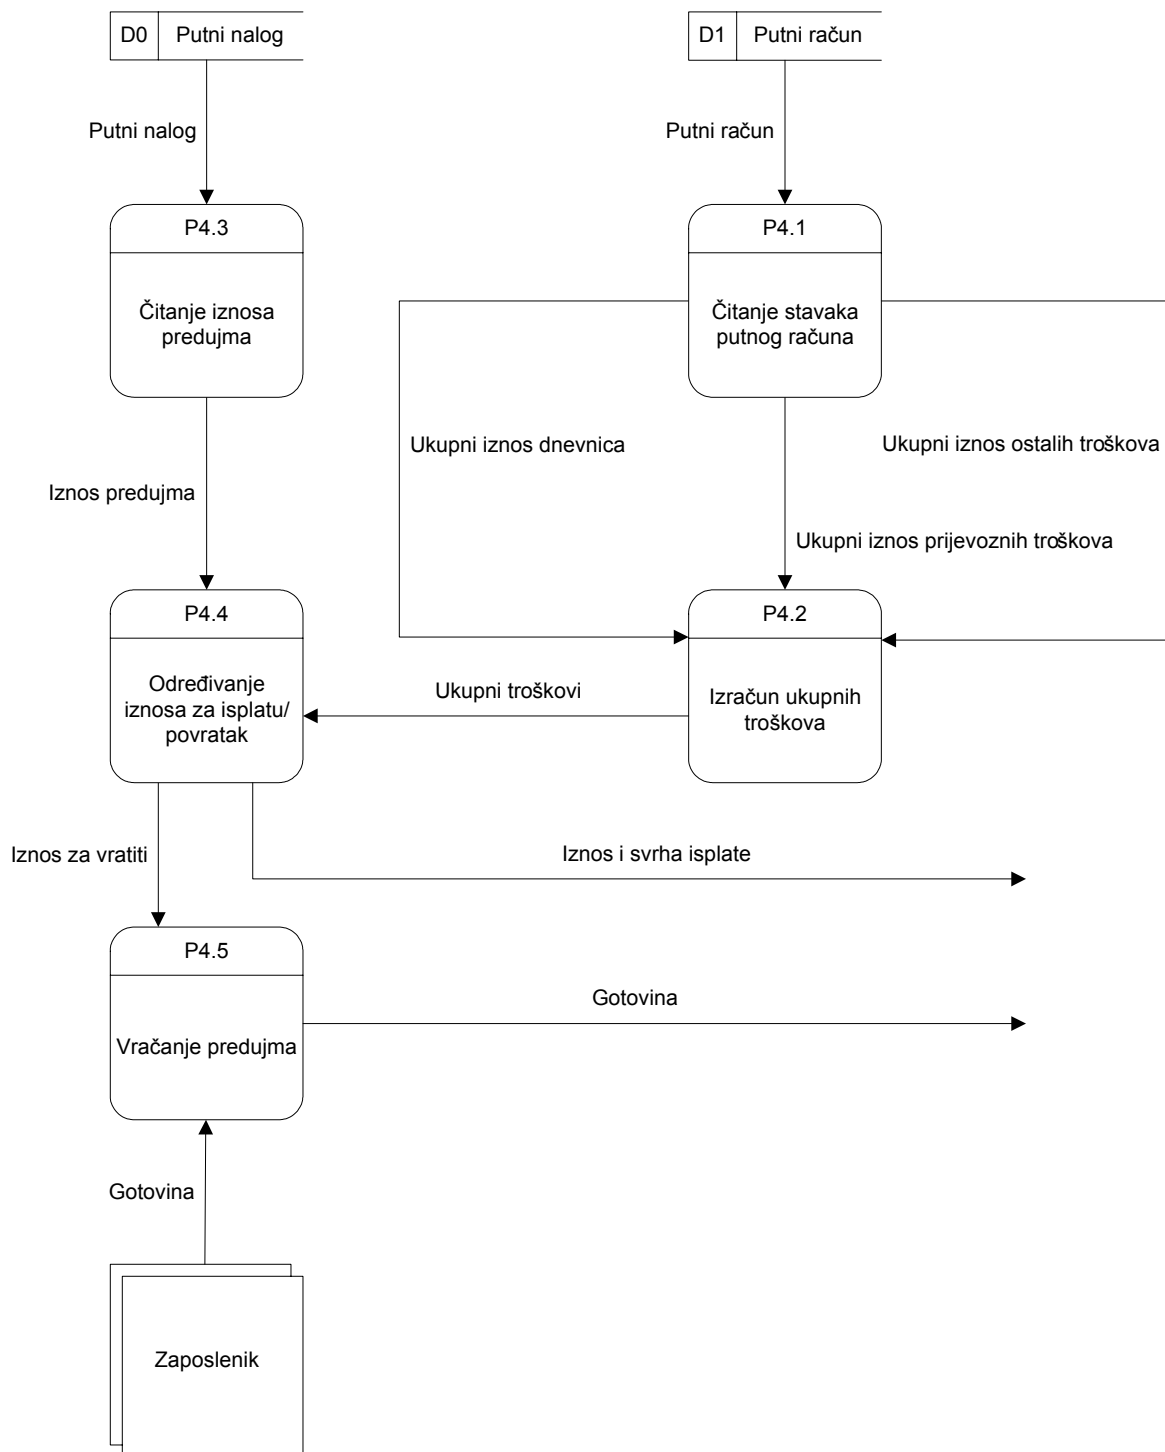 D0 Putni nalog
D1 Putni račun
Putni nalog
Putni račun
P4.3
Čitanje iznosa
predujma
P4.1
Čitanje stavaka
putnog računa
Ukupni iznos dnevnica
Ukupni iznos ostalih troškova
Iznos predujma
Ukupni iznos prijevoznih troškova
P4.4
Određivanje
iznosa za isplatu/
povratak
Ukupni troškovi
P4.2
Izračun ukupnih
troškova
Iznos za vratiti
Iznos i svrha isplate
P4.5
Vračanje predujma
Gotovina
Gotovina
Zaposlenik